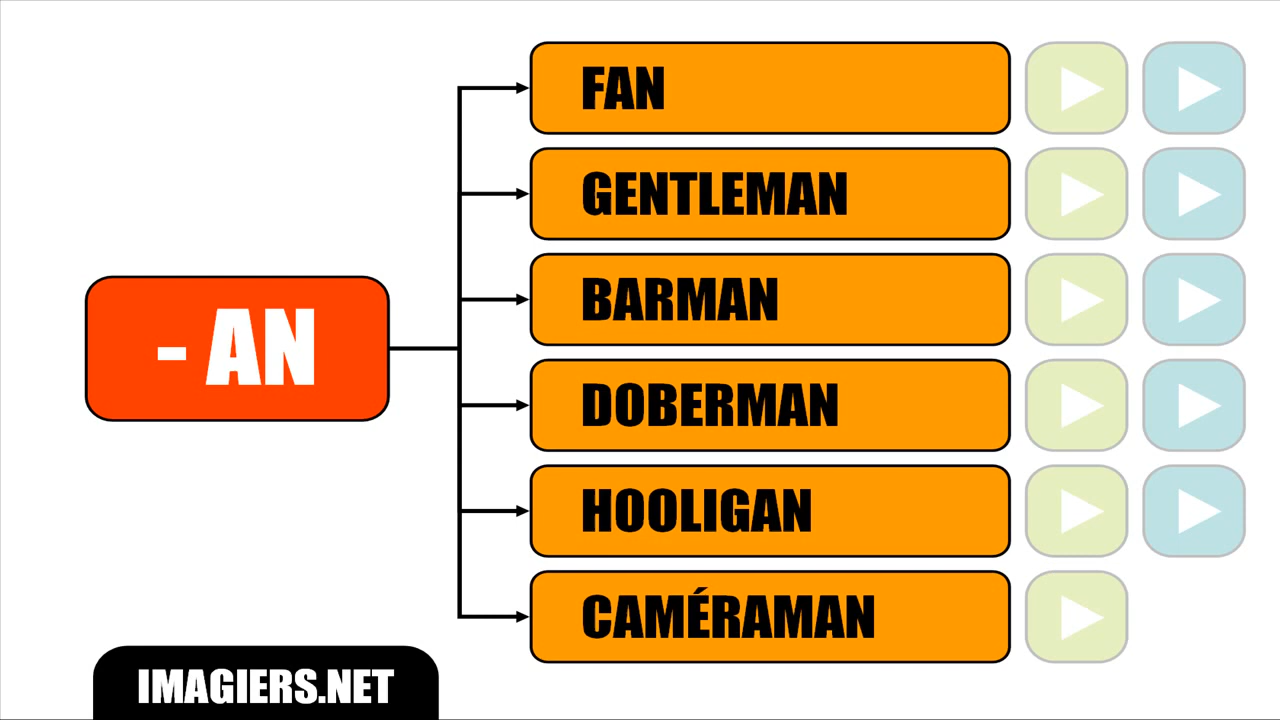 - AN
FAN
GENTLEMAN
BARMAN
DOBERMAN
HOOLIGAN
CAMÉRAMAN
IMAGIERS.NET